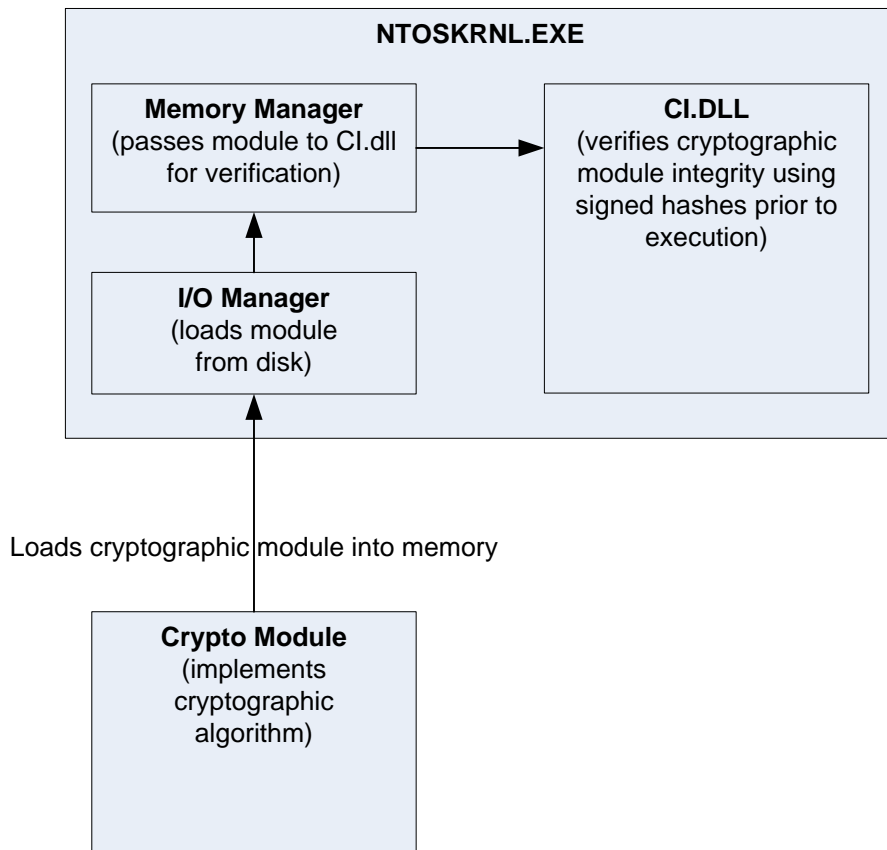 NTOSKRNL.EXE
Memory Manager
(passes module to CI.dll
for verification)
CI.DLL
(verifies cryptographic
module integrity using
signed hashes prior to
execution)
I/O Manager
(loads module
from disk)
Loads cryptographic module into memory
Crypto Module
(implements
cryptographic
algorithm)